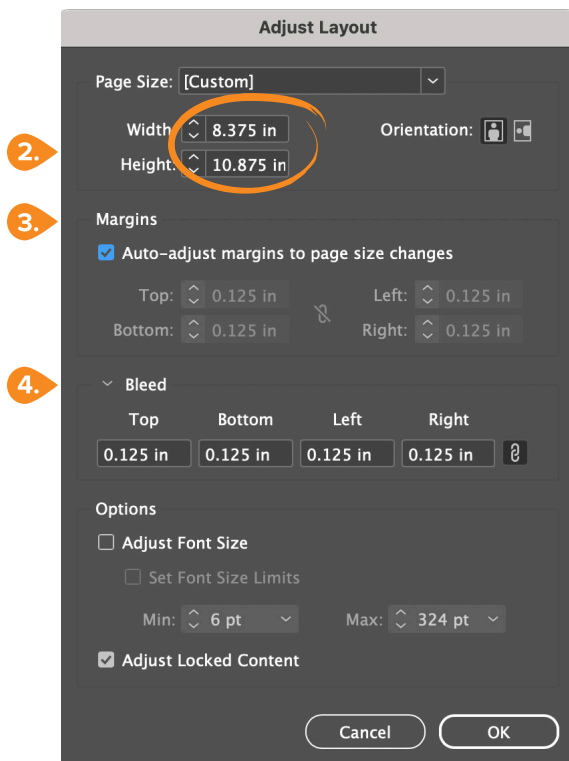 Adjust Layout
Page Size: [Custom]
Width: 8.375 in Orientation:
2.
Height: 10.875 in
3. Margins
Auto-adjust margins to page size changes
Top: 0.125 in Left: 0.125 in
Bottom: 0.125 in Right: 0.125 in
4. Bleed
Top Bottom Left Right
0.125 in 0.125 in 0.125 in 0.125 in
Options
Adjust Font Size
Set Font Size Limits
Min: 6 pt Max: 324 pt
Adjust Locked Content
Cancel OK